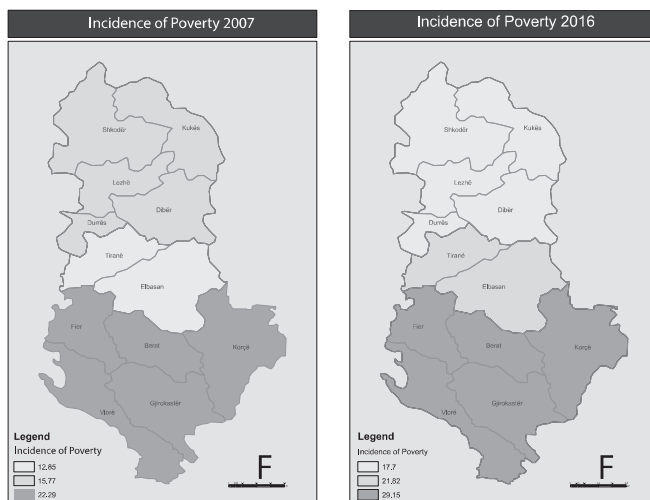 Incidence of Poverty 2007
Shkodër
Kukës
Lezhë
Dibër
Durrës
Tiranë
Elbasan
Fier
Berat
Korçë
Gjirokastër
Vlorë
Legend
Incidence of Poverty
12,85
15,77
22,29
F
Incidence of Poverty 2016
Shkodër
Kukës
Lezhë
Dibër
Durrës
Tiranë
Elbasan
Fier
Berat
Korçë
Gjirokastër
Vlorë
Legend
Incidence of Poverty
17,7
21,82
29,15
F